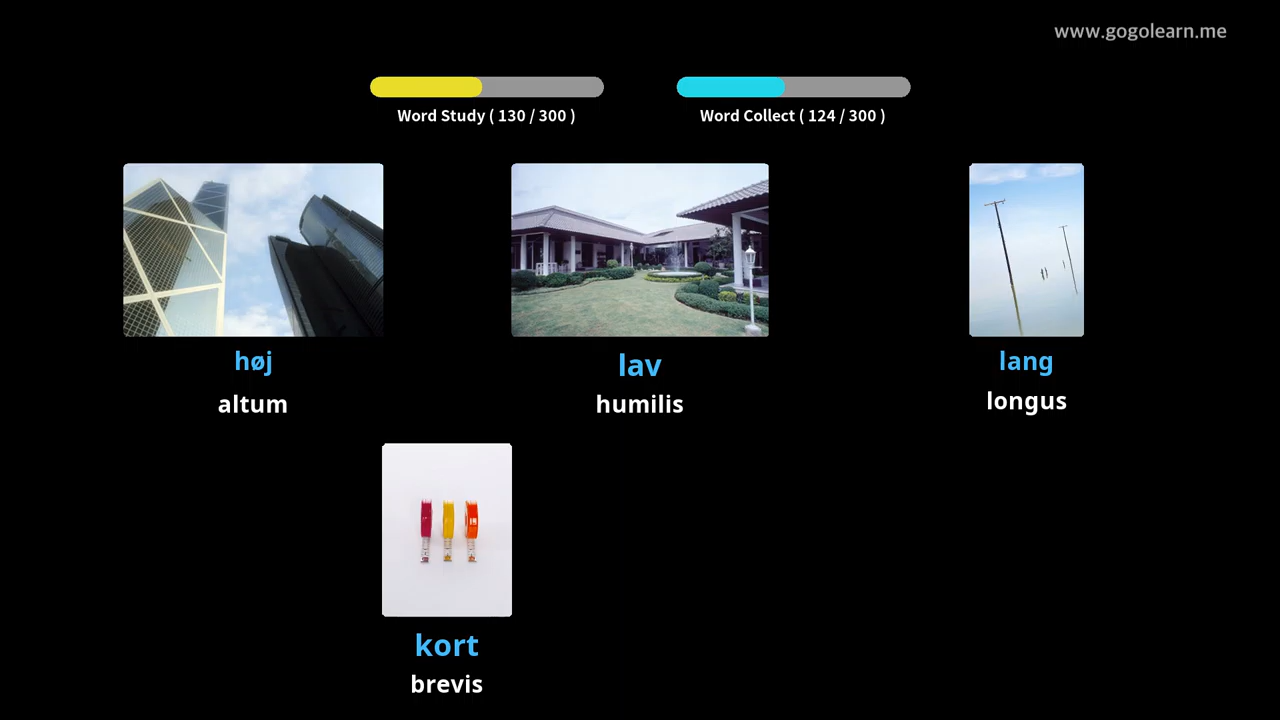 www.gogolearn.me
Word Study ( 130 / 300 )
Word Collect ( 124 / 300 )
høj
lav
lang
altum
humilis
longus
kort
brevis